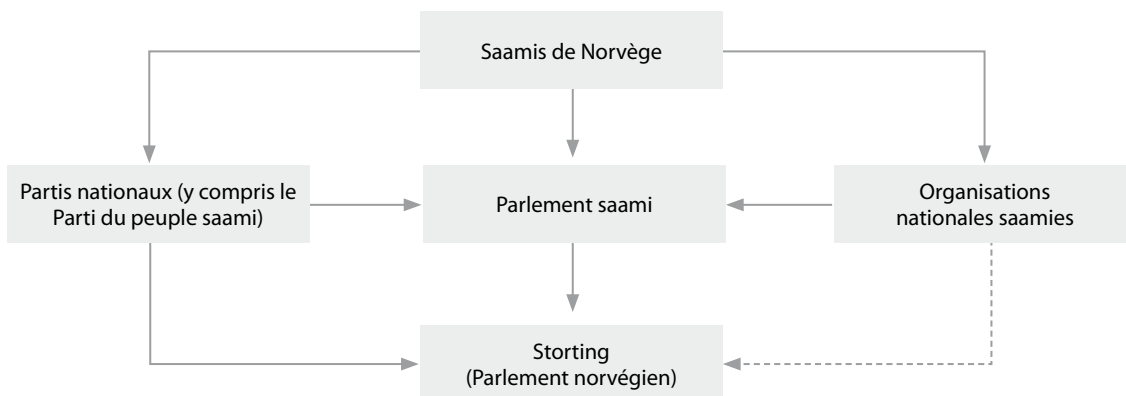 Saamis de Norvège
Partis nationaux (y compris le
Parti du peuple saami)
Parlement saami
Organisations
nationales saamies
Storting
(Parlement norvégien)